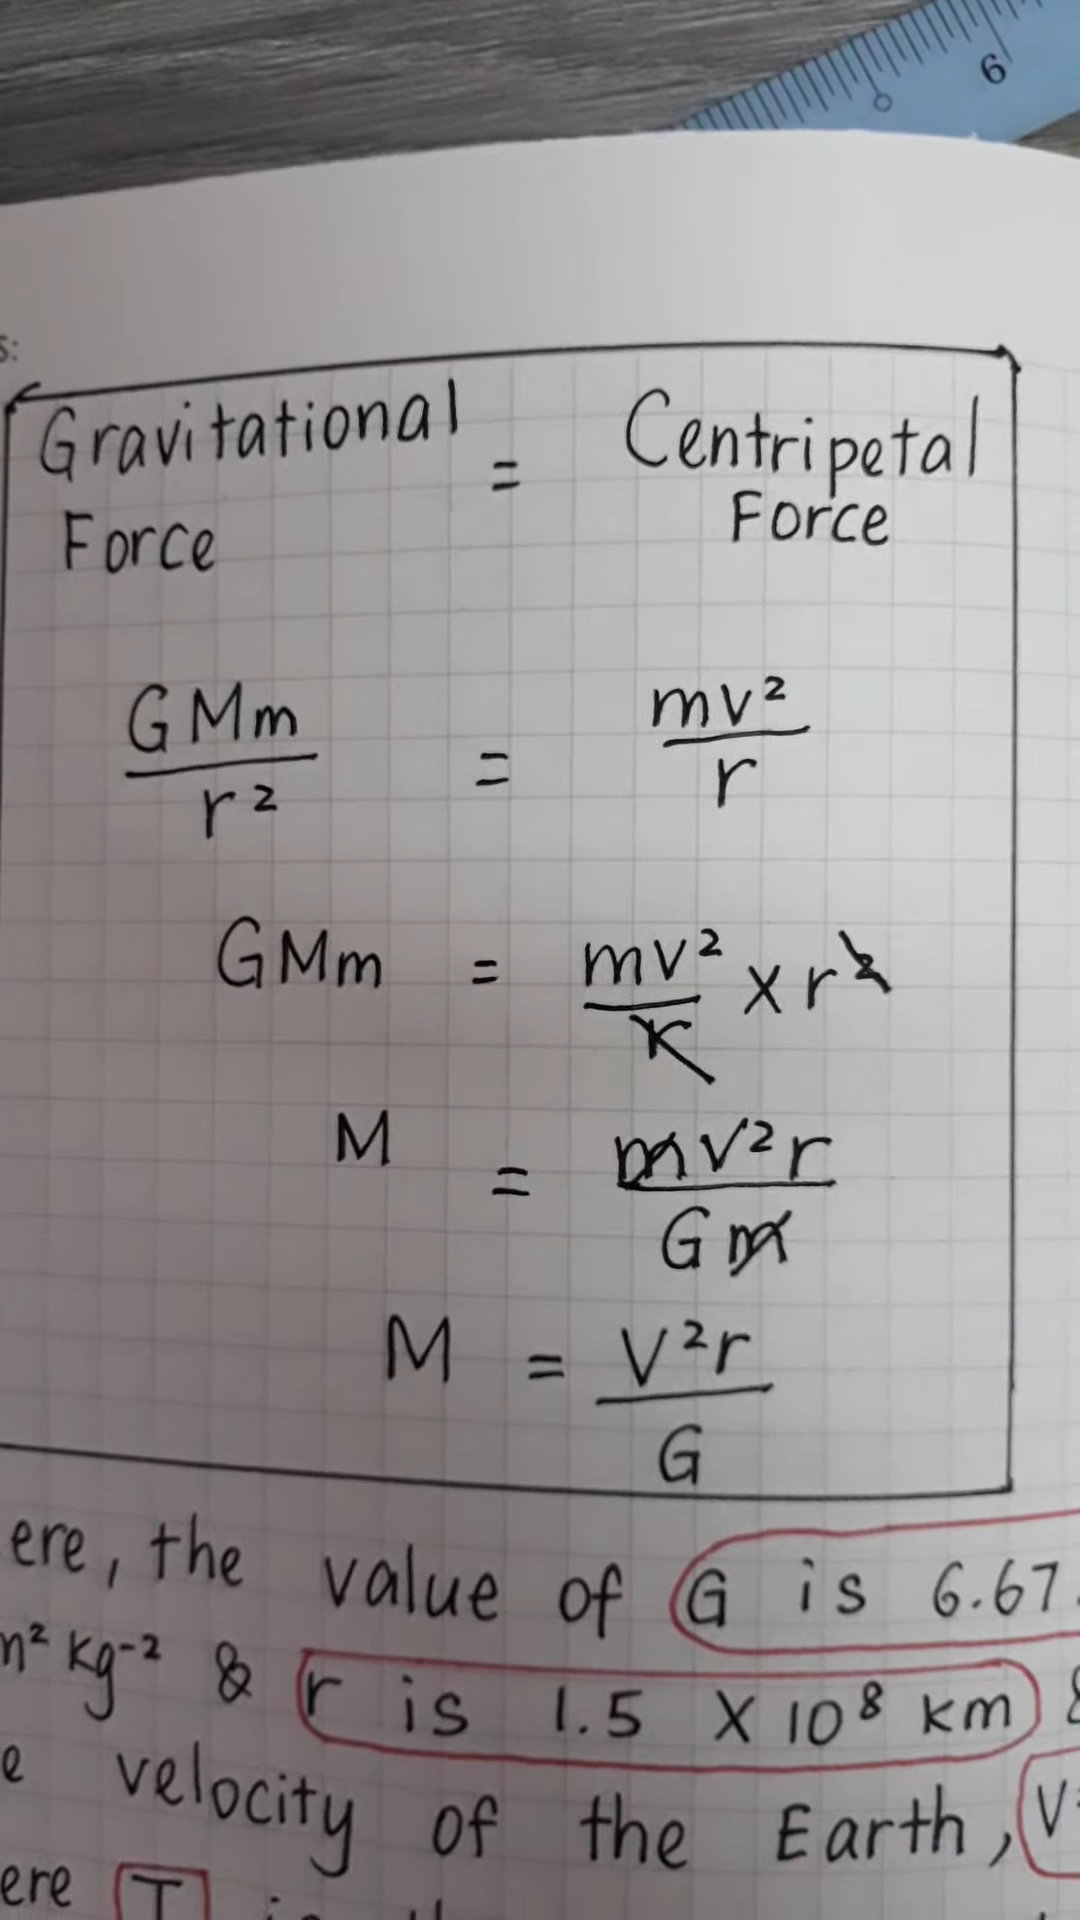 6
s:
Gravitational Force = Centripetal Force
GMm/r² = mv²/r
GMm = mv²/r × r²
M = mv²r/Gm
M = V²r/G
ere, the value of G is 6.67
m² kg⁻² & r is 1.5 × 10⁸ km &
e velocity of the Earth, V
ere T